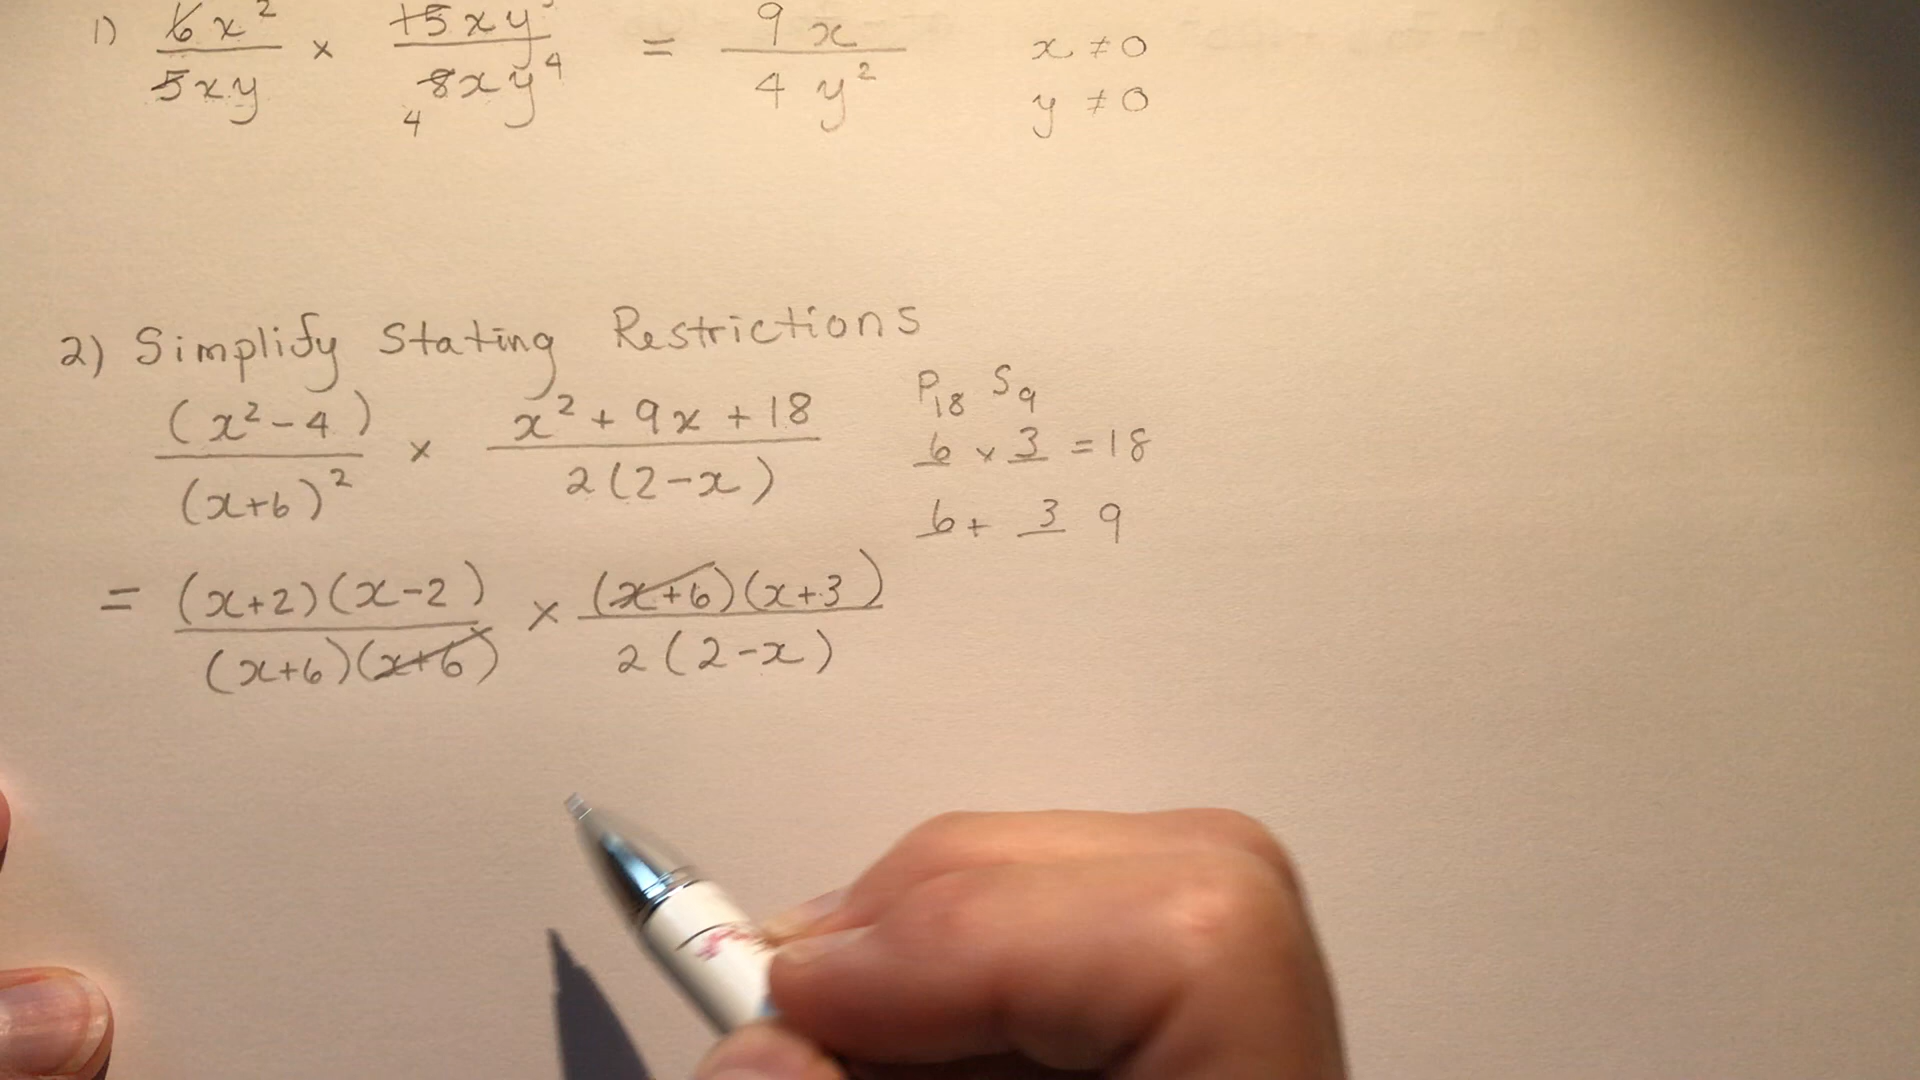 1) 6x² / 5xy × 15xy / 8xy⁴ = 9x / 4y² x ≠ 0
4 y ≠ 0
2) Simplify Stating Restrictions
(x²-4) / (x+6)² × x²+9x+18 / 2(2-x)
P18 S9
6 × 3 = 18
6 + 3 9
= (x+2)(x-2) / (x+6)(x+6) × (x+6)(x+3) / 2(2-x)